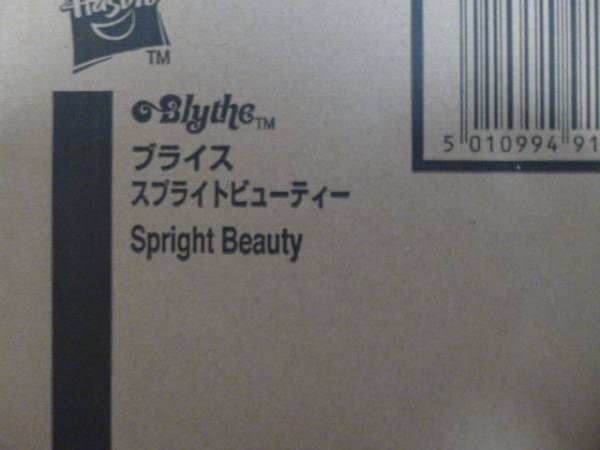 Hasbro
TM
Blythe TM
ブライス
スプライトビューティー
Spright Beauty
5 010994 91